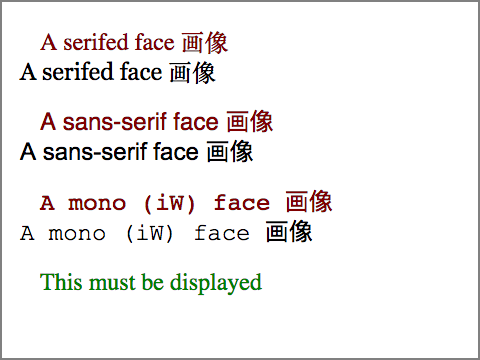 A serifed face 画像
A serifed face 画像
A sans-serif face 画像
A sans-serif face 画像
A mono (iW) face 画像
A mono (iW) face 画像
This must be displayed